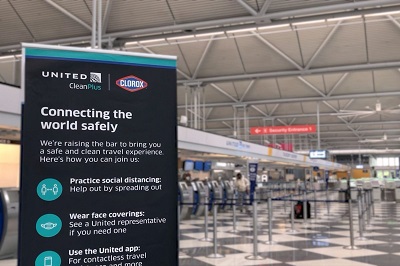 UNITED
CleanPlus
CLOROX
Connecting the
world safely
We're raising the bar to bring you
a safe and clean travel experience.
Here's how you can join us:
Practice social distancing:
Help out by spreading out
Wear face coverings:
See a United representative
if you need one
Use the United app:
For contactless travel
and more
Security Entrance